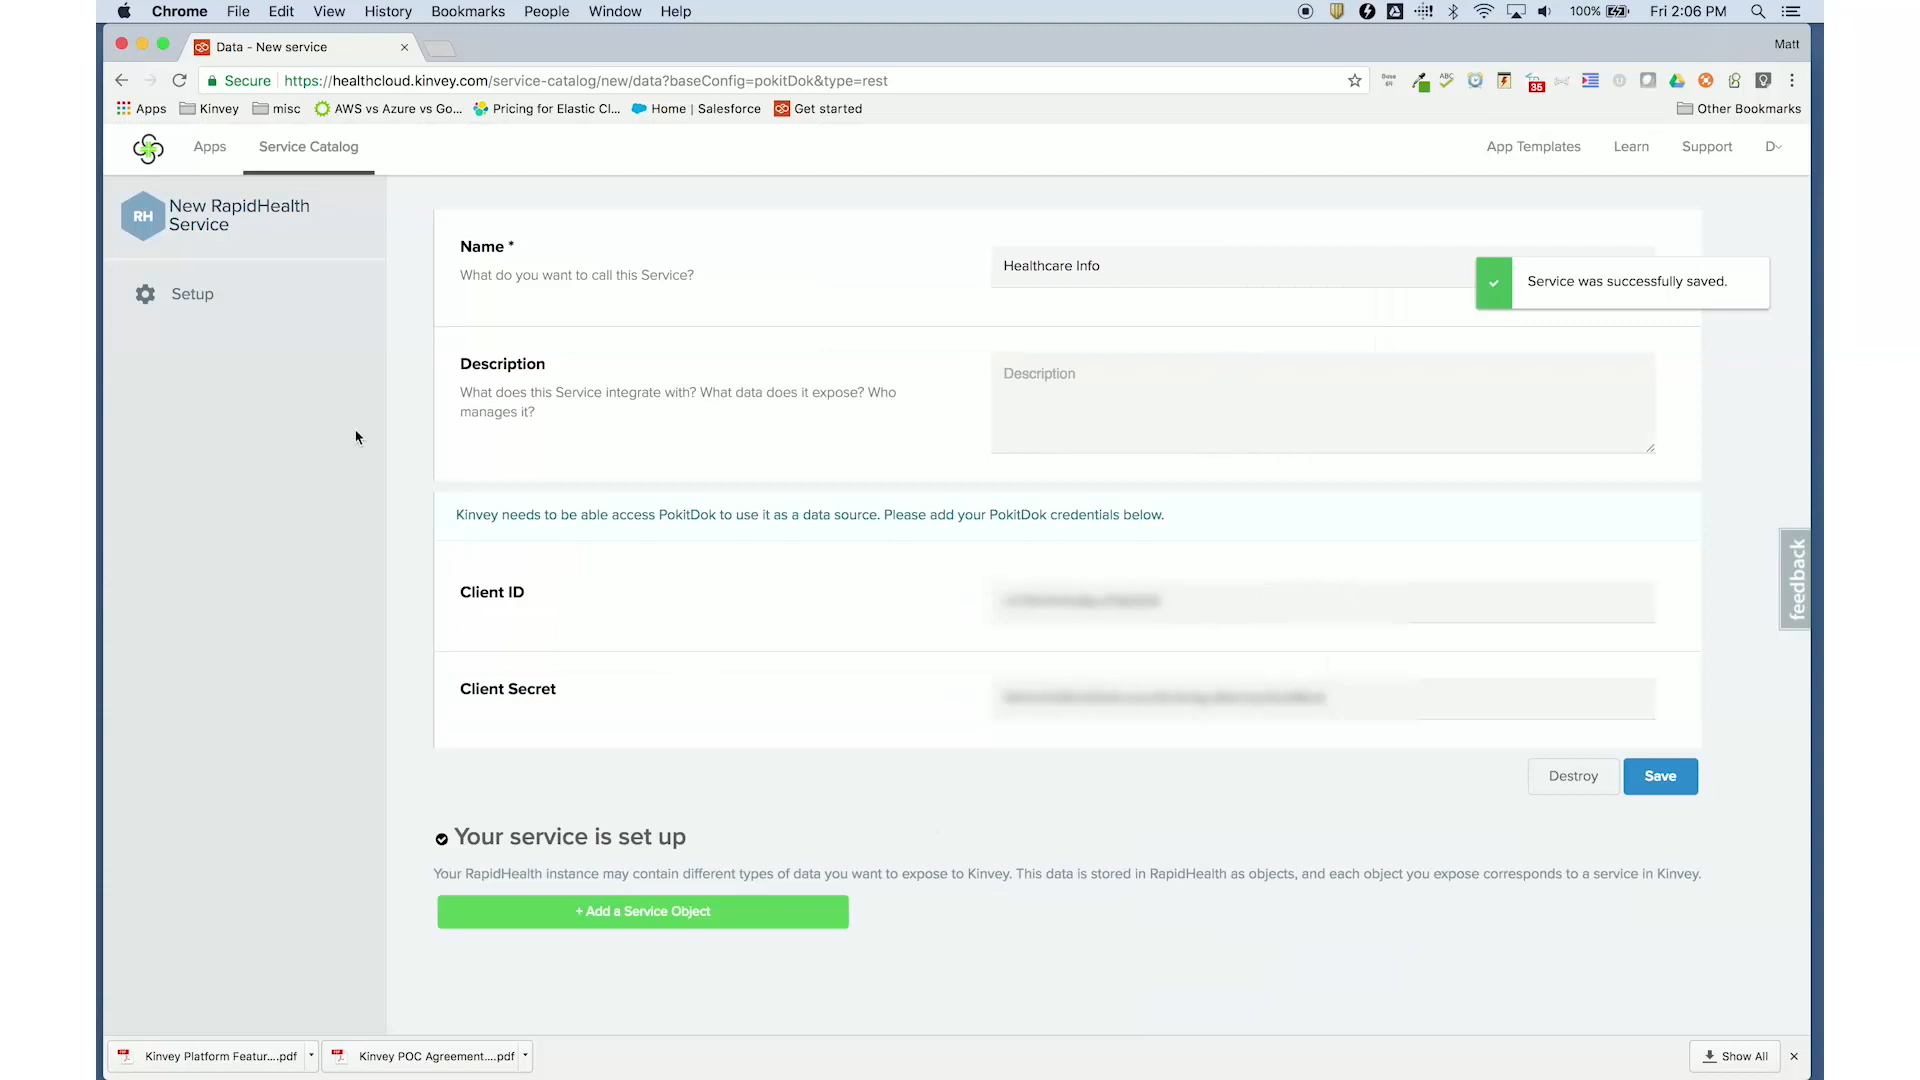 Chrome File Edit View History Bookmarks People Window Help 100% Fri 2:06 PM
Data - New service Matt
Secure https://healthcloud.kinvey.com/service-catalog/new/data?baseConfig=pokitDok&type=rest ABC 35
Apps Kinvey misc AWS vs Azure vs Go... Pricing for Elastic Cl... Home | Salesforce Get started Other Bookmarks
Apps Service Catalog App Templates Learn Support D
RH New RapidHealth
Service
Setup
Name *
What do you want to call this Service?
Healthcare Info
Service was successfully saved.
Description
What does this Service integrate with? What data does it expose? Who
manages it?
Description
Kinvey needs to be able access PokitDok to use it as a data source. Please add your PokitDok credentials below.
Client ID
Client Secret
feedback
Destroy Save
Your service is set up
Your RapidHealth instance may contain different types of data you want to expose to Kinvey. This data is stored in RapidHealth as objects, and each object you expose corresponds to a service in Kinvey.
+ Add a Service Object
Kinvey Platform Featur....pdf Kinvey POC Agreement....pdf Show All